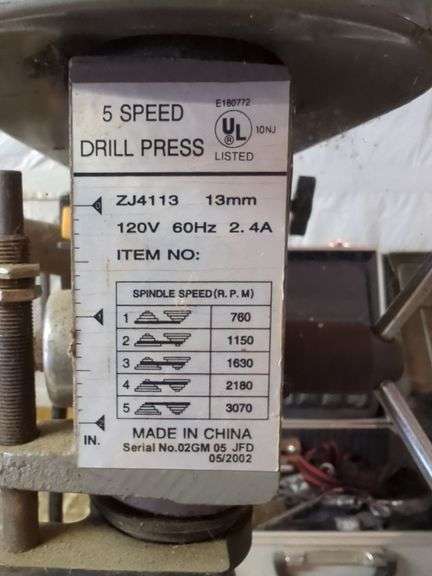 5 SPEED
DRILL PRESS
E180772
UL
®
10NJ
LISTED
ZJ4113 13mm
120V 60Hz 2.4A
ITEM NO:
SPINDLE SPEED(R.P.M)
1 760
2 1150
3 1630
4 2180
5 3070
IN.
MADE IN CHINA
Serial No.02GM 05 JFD
05/2002